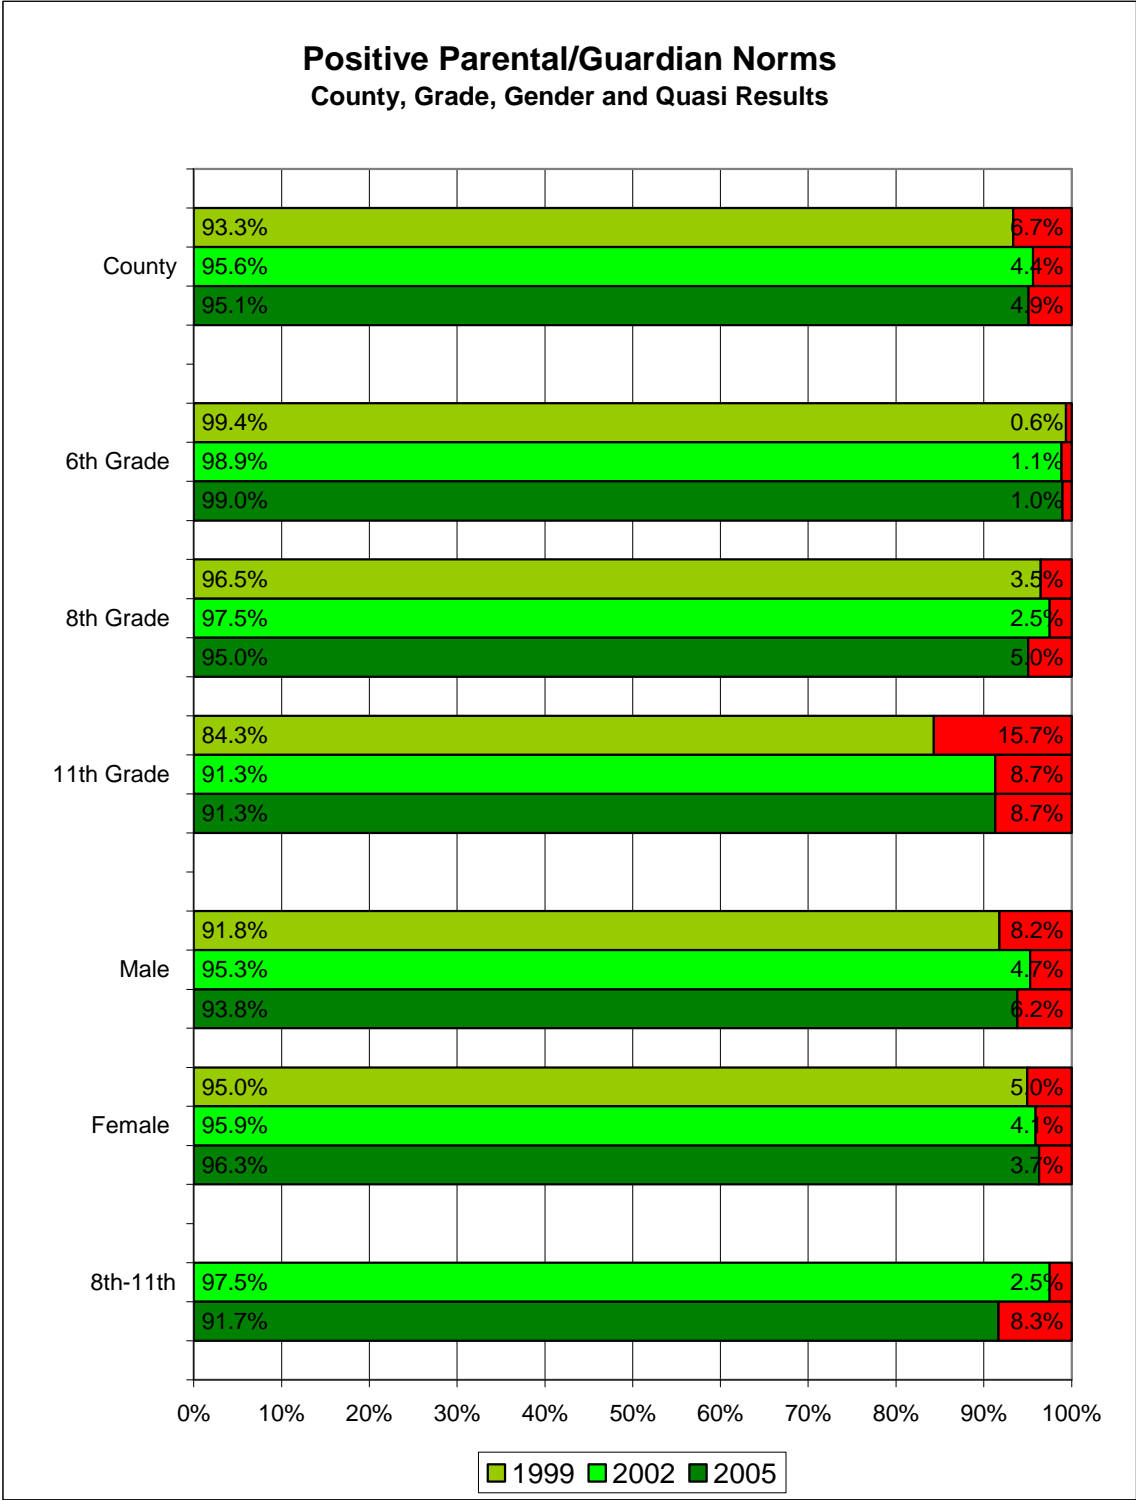 Positive Parental/Guardian Norms
County, Grade, Gender and Quasi Results
93.3% 6.7%
County 95.6% 4.4%
95.1% 4.9%
99.4% 0.6%
6th Grade 98.9% 1.1%
99.0% 1.0%
96.5% 3.5%
8th Grade 97.5% 2.5%
95.0% 5.0%
84.3% 15.7%
11th Grade 91.3% 8.7%
91.3% 8.7%
91.8% 8.2%
Male 95.3% 4.7%
93.8% 6.2%
95.0% 5.0%
Female 95.9% 4.1%
96.3% 3.7%
8th-11th 97.5% 2.5%
91.7% 8.3%
0% 10% 20% 30% 40% 50% 60% 70% 80% 90% 100%
1999 2002 2005